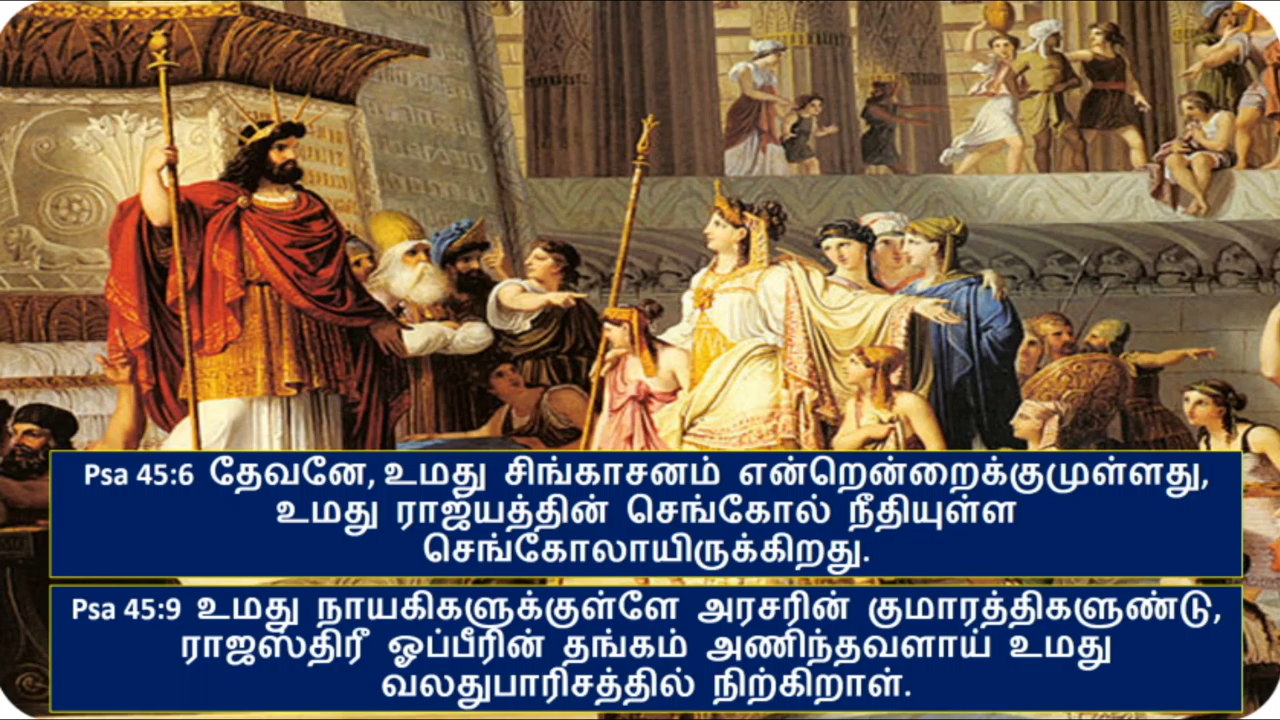 Psa 45:6 தேவனே, உமது சிங்காசனம் என்றென்றைக்குமுள்ளது,
உமது ராஜ்யத்தின் செங்கோல் நீதியுள்ள
செங்கோலாயிருக்கிறது.
Psa 45:9 உமது நாயகிகளுக்குள்ளே அரசரின் குமாரத்திகளுண்டு,
ராஜஸ்திரீ ஓப்பீரின் தங்கம் அணிந்தவளாய் உமது
வலதுபாரிசத்தில் நிற்கிறாள்.